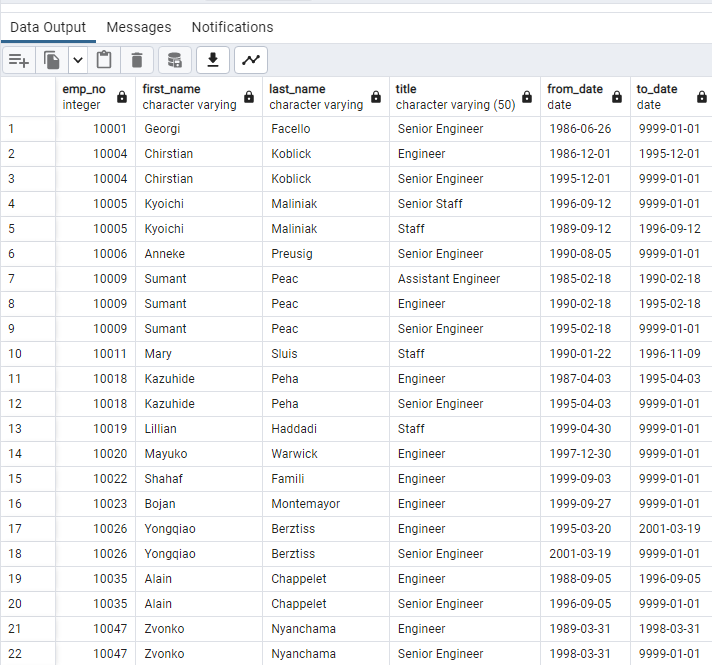 Data Output Messages Notifications
emp_no first_name last_name title from_date to_date
integer character varying character varying character varying (50) date date
1 10001 Georgi Facello Senior Engineer 1986-06-26 9999-01-01
2 10004 Chirstian Koblick Engineer 1986-12-01 1995-12-01
3 10004 Chirstian Koblick Senior Engineer 1995-12-01 9999-01-01
4 10005 Kyoichi Maliniak Senior Staff 1996-09-12 9999-01-01
5 10005 Kyoichi Maliniak Staff 1989-09-12 1996-09-12
6 10006 Anneke Preusig Senior Engineer 1990-08-05 9999-01-01
7 10009 Sumant Peac Assistant Engineer 1985-02-18 1990-02-18
8 10009 Sumant Peac Engineer 1990-02-18 1995-02-18
9 10009 Sumant Peac Senior Engineer 1995-02-18 9999-01-01
10 10011 Mary Sluis Staff 1990-01-22 1996-11-09
11 10018 Kazuhide Peha Engineer 1987-04-03 1995-04-03
12 10018 Kazuhide Peha Senior Engineer 1995-04-03 9999-01-01
13 10019 Lillian Haddadi Staff 1999-04-30 9999-01-01
14 10020 Mayuko Warwick Engineer 1997-12-30 9999-01-01
15 10022 Shahaf Famili Engineer 1999-09-03 9999-01-01
16 10023 Bojan Montemayor Engineer 1999-09-27 9999-01-01
17 10026 Yongqiao Berztiss Engineer 1995-03-20 2001-03-19
18 10026 Yongqiao Berztiss Senior Engineer 2001-03-19 9999-01-01
19 10035 Alain Chappelet Engineer 1988-09-05 1996-09-05
20 10035 Alain Chappelet Senior Engineer 1996-09-05 9999-01-01
21 10047 Zvonko Nyanchama Engineer 1989-03-31 1998-03-31
22 10047 Zvonko Nyanchama Senior Engineer 1998-03-31 9999-01-01